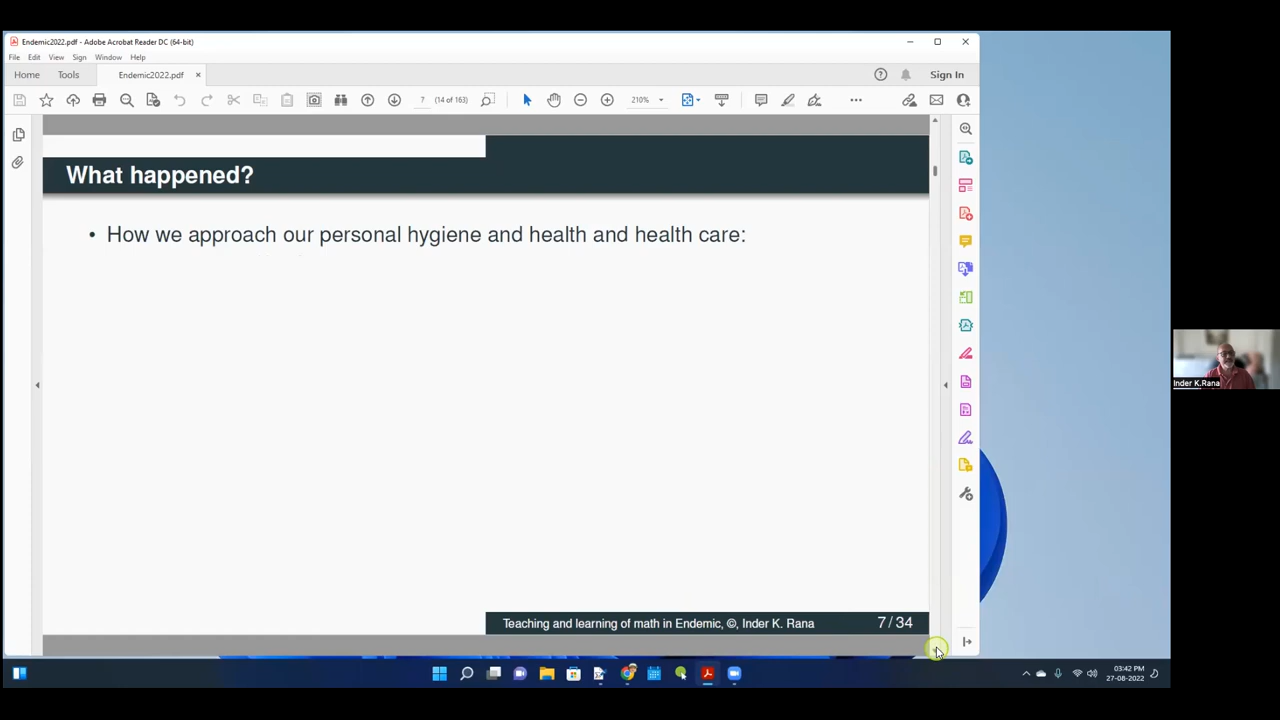 Endemic2022.pdf - Adobe Acrobat Reader DC (64-bit)
File Edit View Sign Window Help
Home Tools Endemic2022.pdf × Sign In
7 (14 of 163) 210%
What happened?
• How we approach our personal hygiene and health and health care:
Inder K.Rana
Teaching and learning of math in Endemic, ©, Inder K. Rana 7 / 34
03:42 PM
27-08-2022